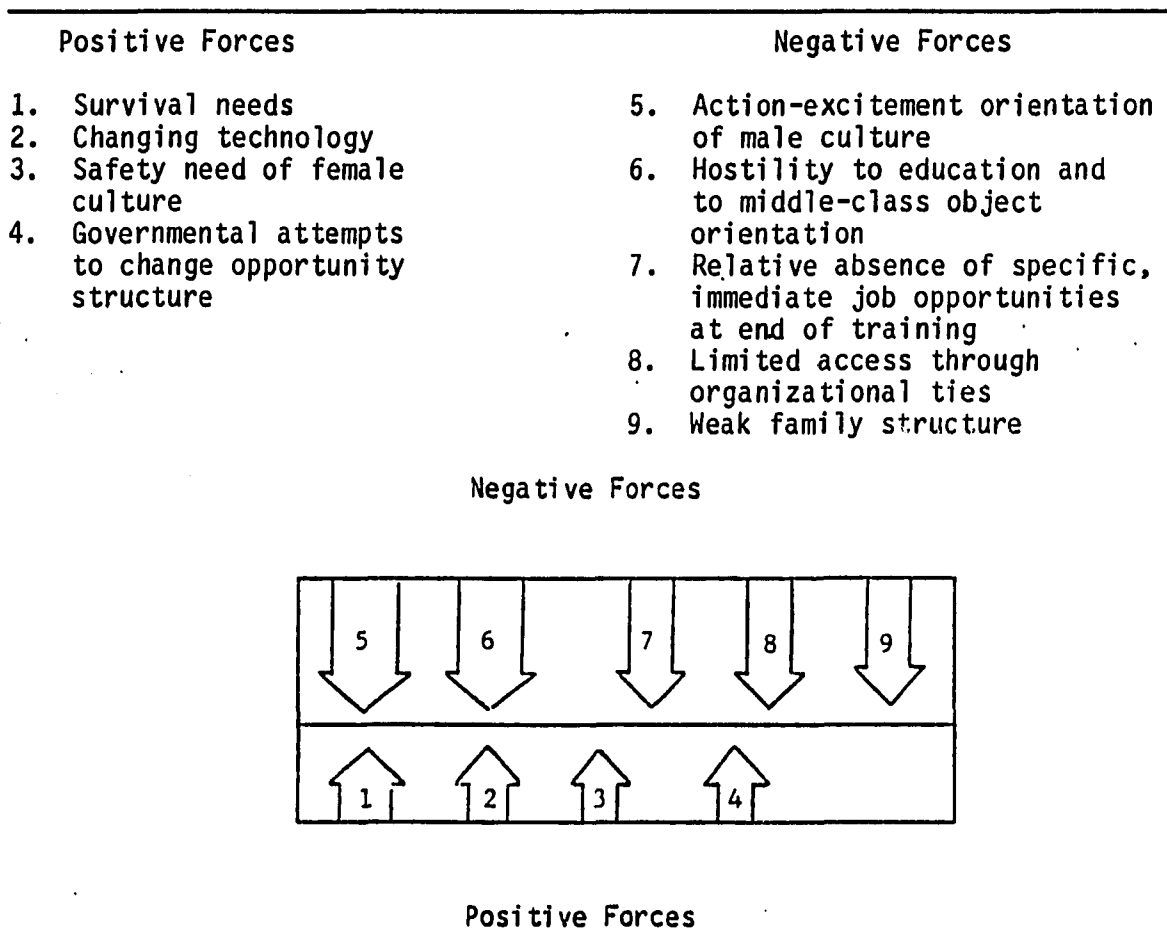 Positive Forces
1. Survival needs
2. Changing technology
3. Safety need of female
culture
4. Governmental attempts
to change opportunity
structure
Negative Forces
5. Action-excitement orientation
of male culture
6. Hostility to education and
to middle-class object
orientation
7. Relative absence of specific,
immediate job opportunities
at end of training
8. Limited access through
organizational ties
9. Weak family structure
Negative Forces
5 6 7 8 9
1 2 3 4
Positive Forces